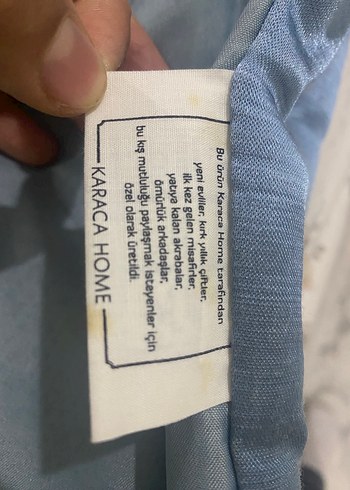 Bu ürün Karaca Home tarafından
yeni evliler, kırk yıllık çiftler,
ilk kez gelen misafirler,
yatıya kalan akrabalar,
ömürlük arkadaşlar,
bu kış mutluluğu paylaşmak isteyenler için
özel olarak üretildi.
KARACA HOME